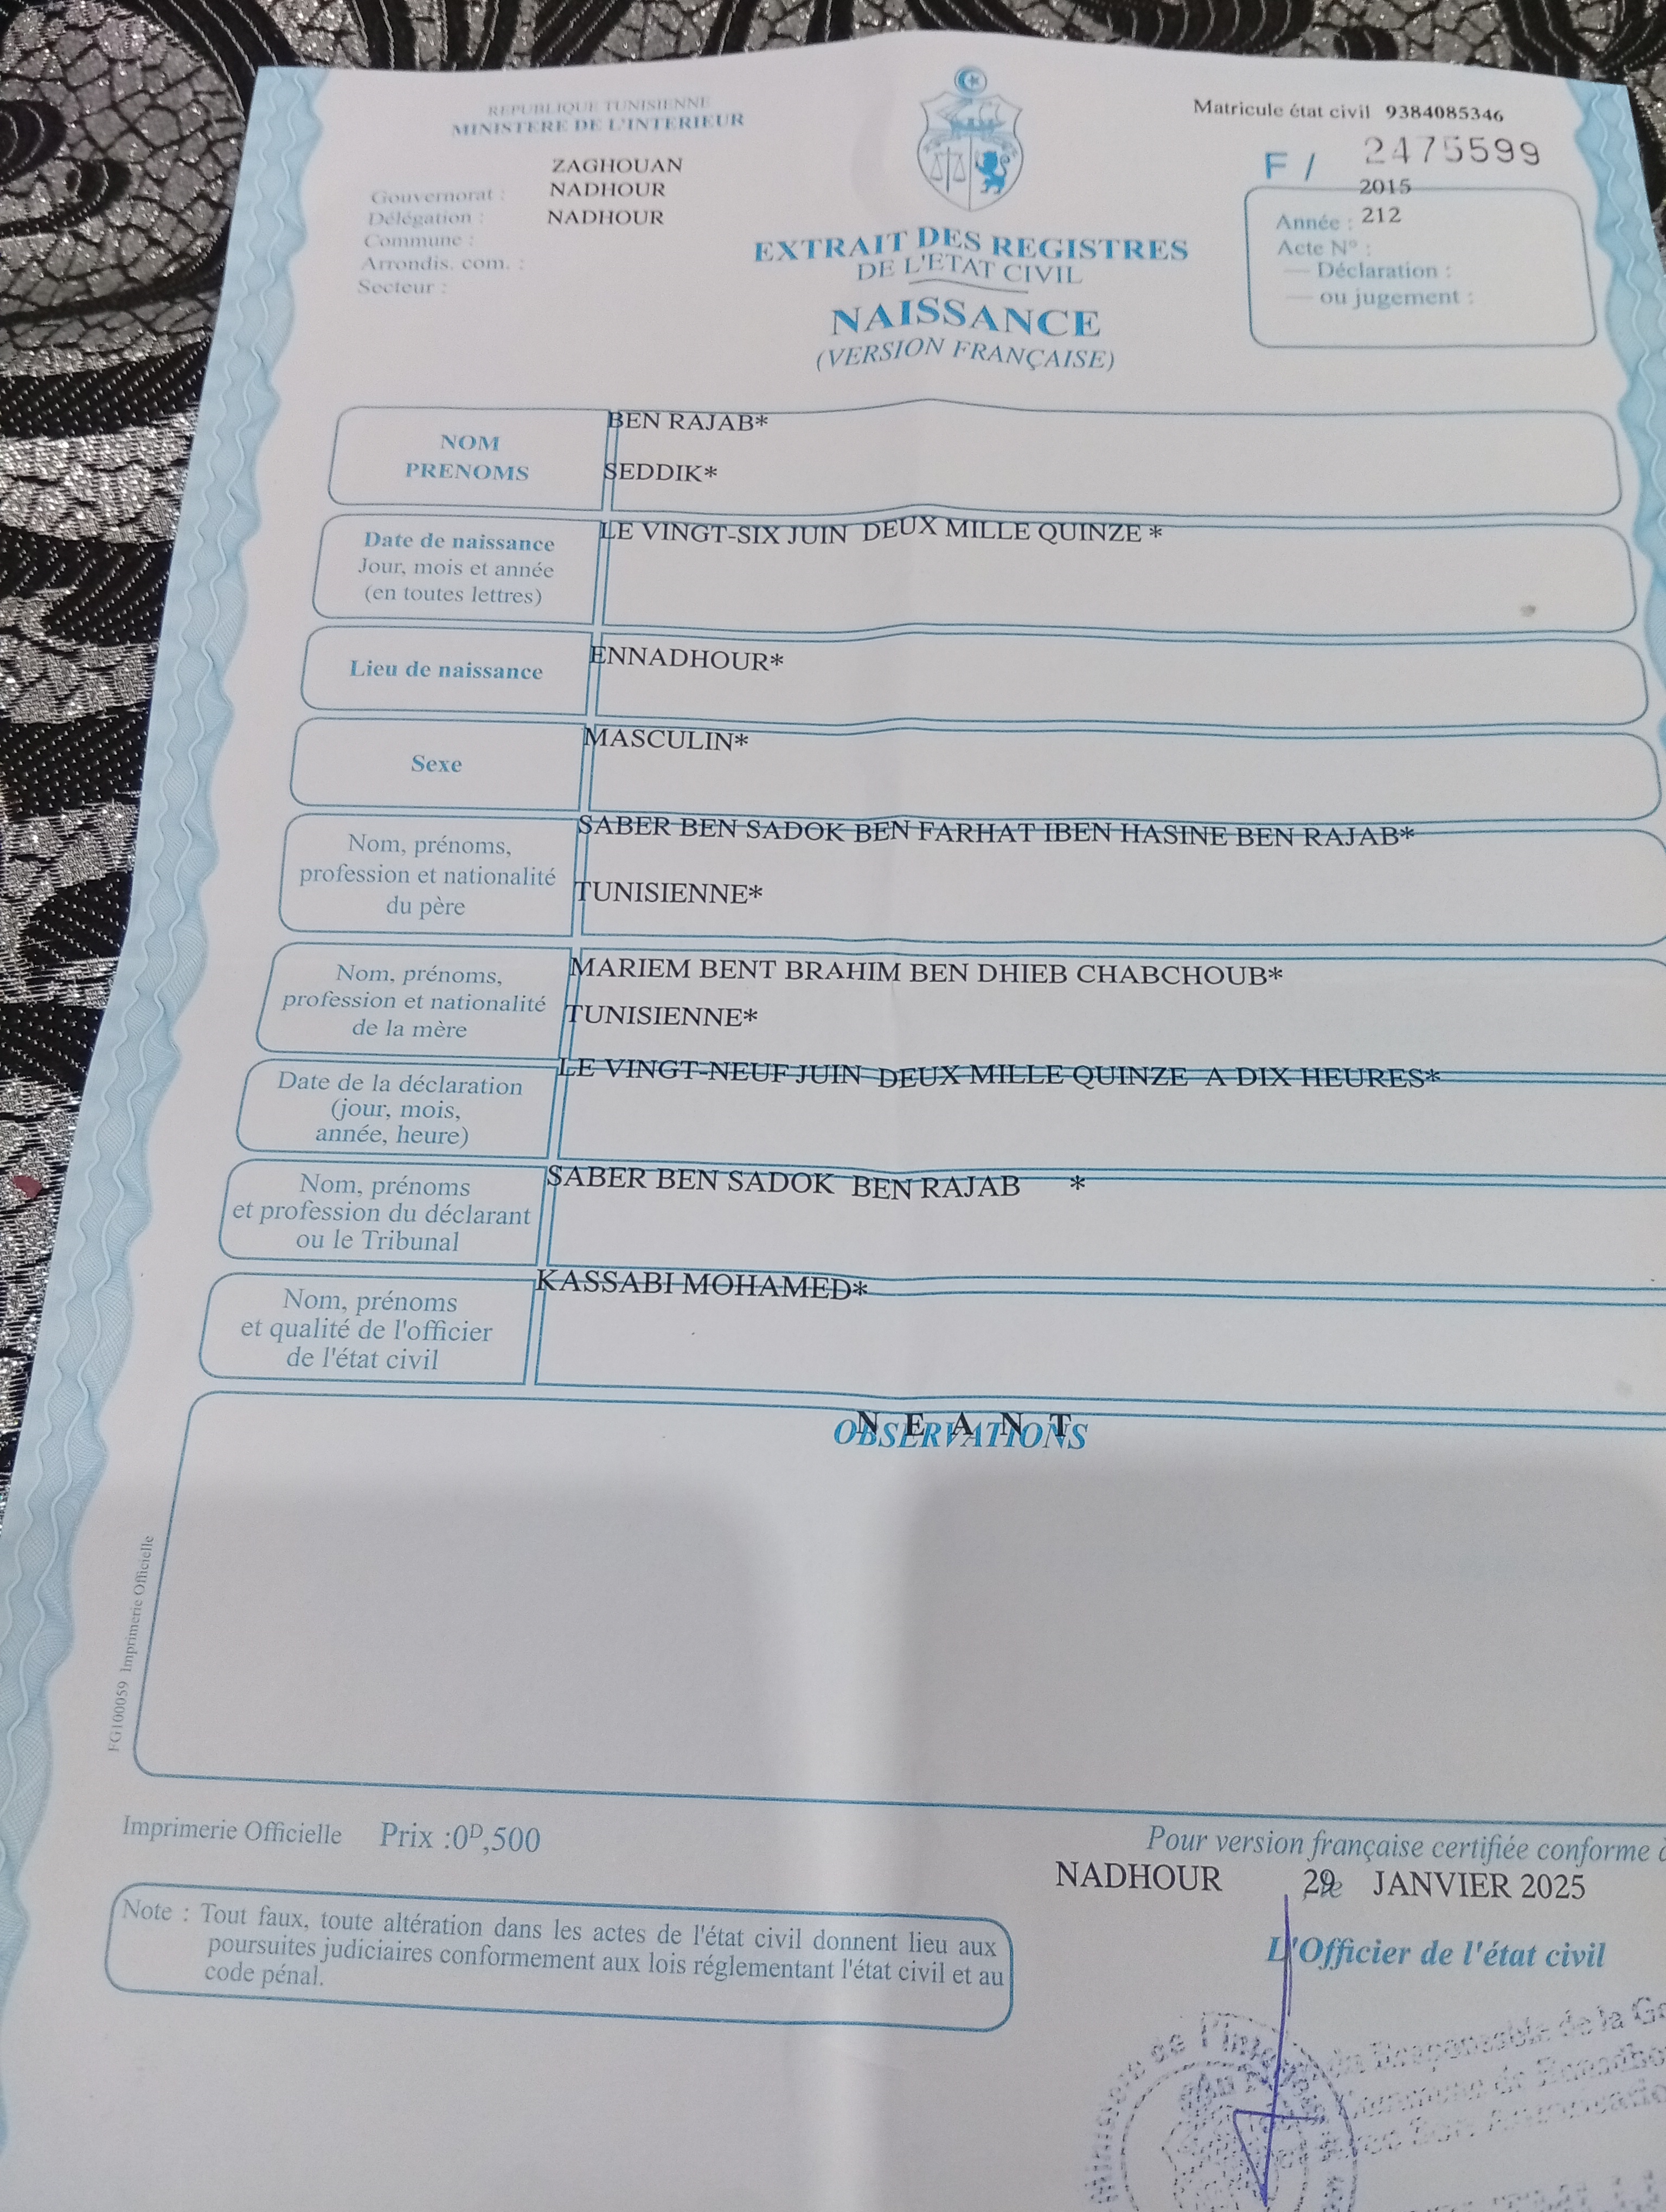 REPUBLIQUE TUNISIENNE
MINISTERE DE L'INTERIEUR
Matricule état civil 9384085346
F / 2475599
ZAGHOUAN
Gouvernorat : NADHOUR
Délégation : NADHOUR
Commune :
Arrondis. com. :
Secteur :
2015
Année : 212
Acte N° :
— Déclaration :
— ou jugement :
EXTRAIT DES REGISTRES
DE L'ETAT CIVIL
NAISSANCE
(VERSION FRANÇAISE)
NOM BEN RAJAB*
PRENOMS SEDDIK*
LE VINGT-SIX JUIN DEUX MILLE QUINZE *
Date de naissance
Jour, mois et année
(en toutes lettres)
Lieu de naissance ENNADHOUR*
Sexe MASCULIN*
SABER BEN SADOK BEN FARHAT IBEN HASINE BEN RAJAB*
Nom, prénoms,
profession et nationalité TUNISIENNE*
du père
Nom, prénoms, MARIEM BENT BRAHIM BEN DHIEB CHABCHOUB*
profession et nationalité TUNISIENNE*
de la mère
LE VINGT-NEUF JUIN DEUX MILLE QUINZE A DIX HEURES*
Date de la déclaration
(jour, mois,
année, heure)
Nom, prénoms SABER BEN SADOK BEN RAJAB *
et profession du déclarant
ou le Tribunal
KASSABI MOHAMED*
Nom, prénoms
et qualité de l'officier
de l'état civil
N E A N T
OBSERVATIONS
FG100059 Imprimerie Officielle
Imprimerie Officielle Prix :0D,500
Pour version française certifiée conforme à
NADHOUR 29 le JANVIER 2025
L'Officier de l'état civil
Note : Tout faux, toute altération dans les actes de l'état civil donnent lieu aux
poursuites judiciaires conformement aux lois réglementant l'état civil et au
code pénal.
Responsable de la